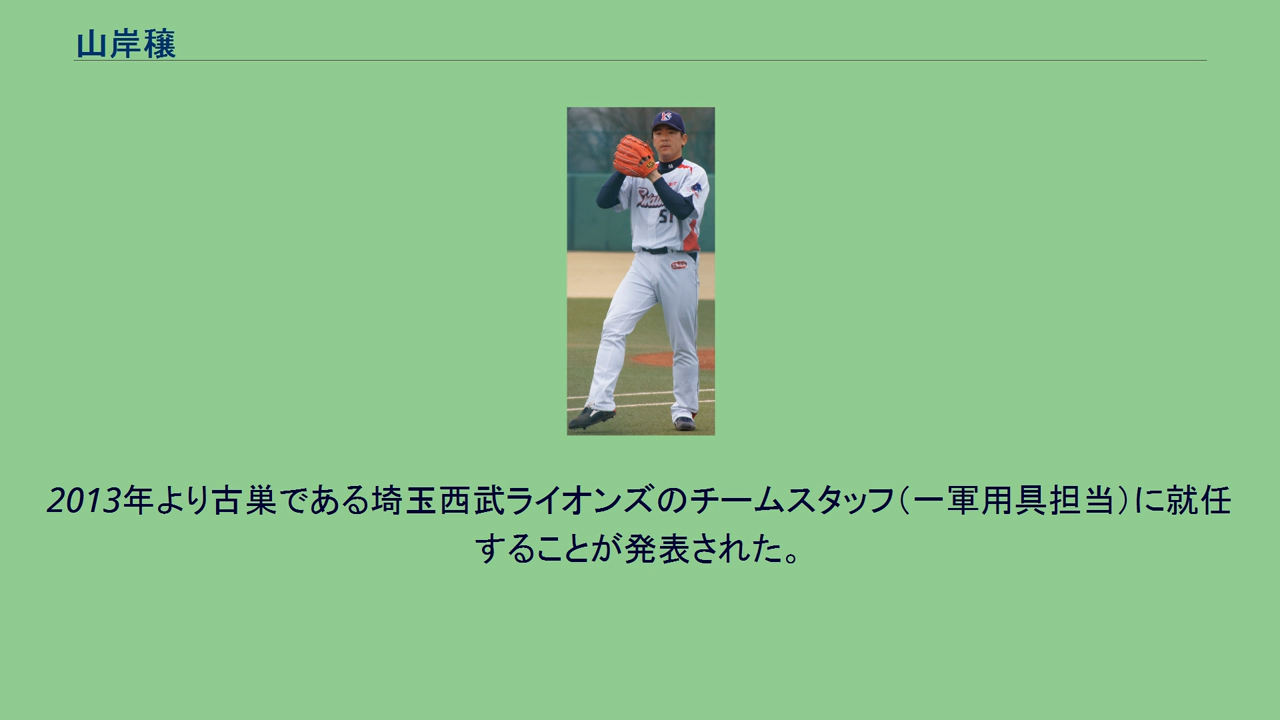 山岸穣
51
2013年より古巣である埼玉西武ライオンズのチームスタッフ（一軍用具担当）に就任
することが発表された。